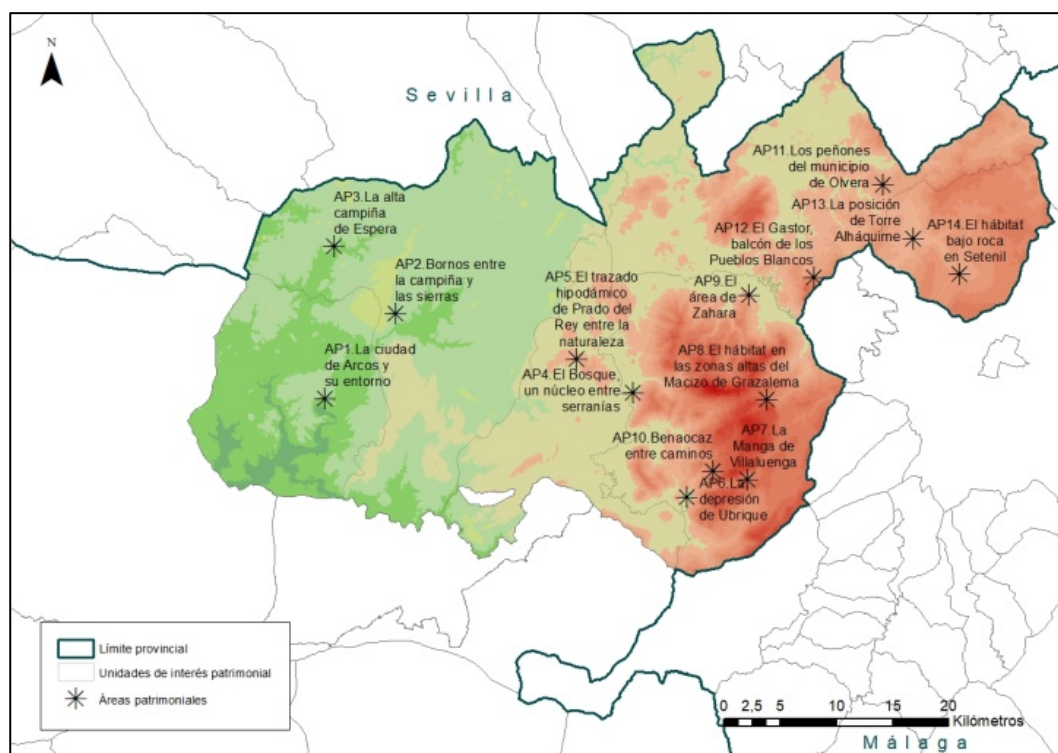 N
Sevilla
AP11.Los peñones
del municipio
de Olvera
AP3.La alta
campiña
de Espera
AP13.La posición
de Torre
Alháquime
AP12.El Gastor,
balcón de los
Pueblos Blancos
AP14.El hábitat
bajo roca
en Setenil
AP2.Bornos entre
la campiña y
las sierras
AP5.El trazado
hipodámico
de Prado del
Rey entre la
naturaleza
AP9.El
área de
Zahara
AP1.La ciudad
de Arcos y
su entorno
AP4.El Bosque,
un núcleo entre
serranías
AP8.El hábitat en
las zonas altas del
Macizo de Grazalema
AP10.Benaocaz
entre caminos
AP7.La
Manga de
Villaluenga
AP6.La
depresión
de Ubrique
Límite provincial
Unidades de interés patrimonial
Áreas patrimoniales
0 2,5 5 10 15 20
Kilómetros
Málaga